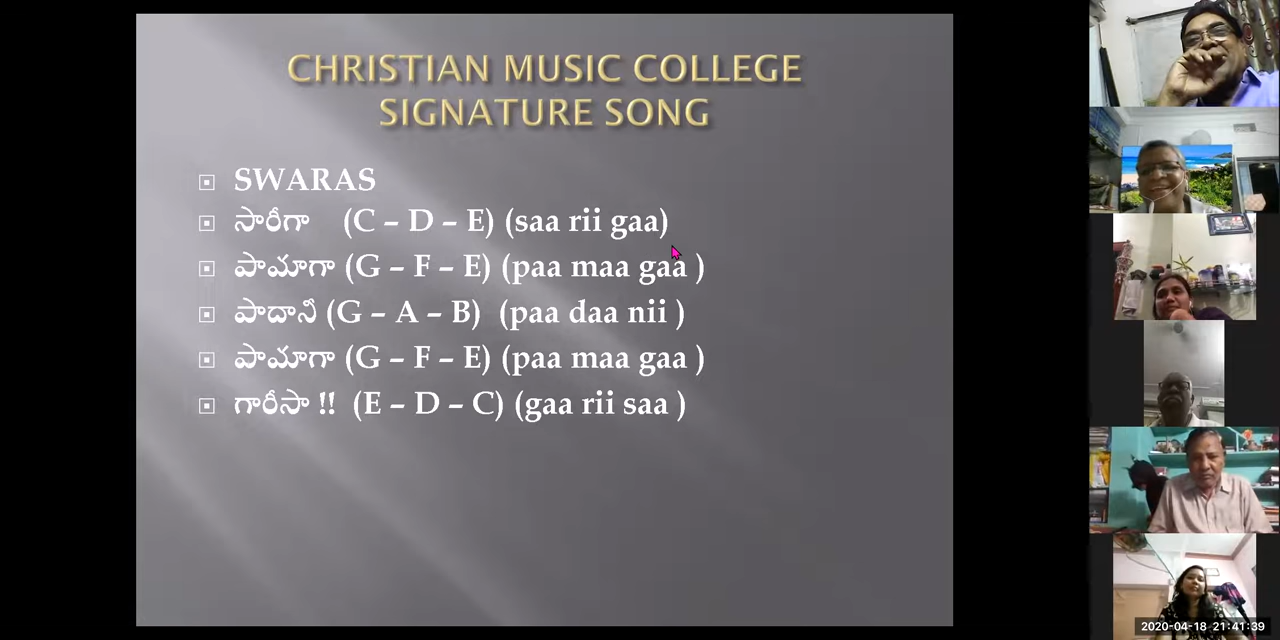 CHRISTIAN MUSIC COLLEGE
SIGNATURE SONG
SWARAS
సారీగా (C – D – E) (saa rii gaa)
పామాగా (G – F – E) (paa maa gaa )
పాదానీ (G – A – B) (paa daa nii )
పామాగా (G – F – E) (paa maa gaa )
గారీసా !! (E – D – C) (gaa rii saa )
2020-04-18 21:41:39